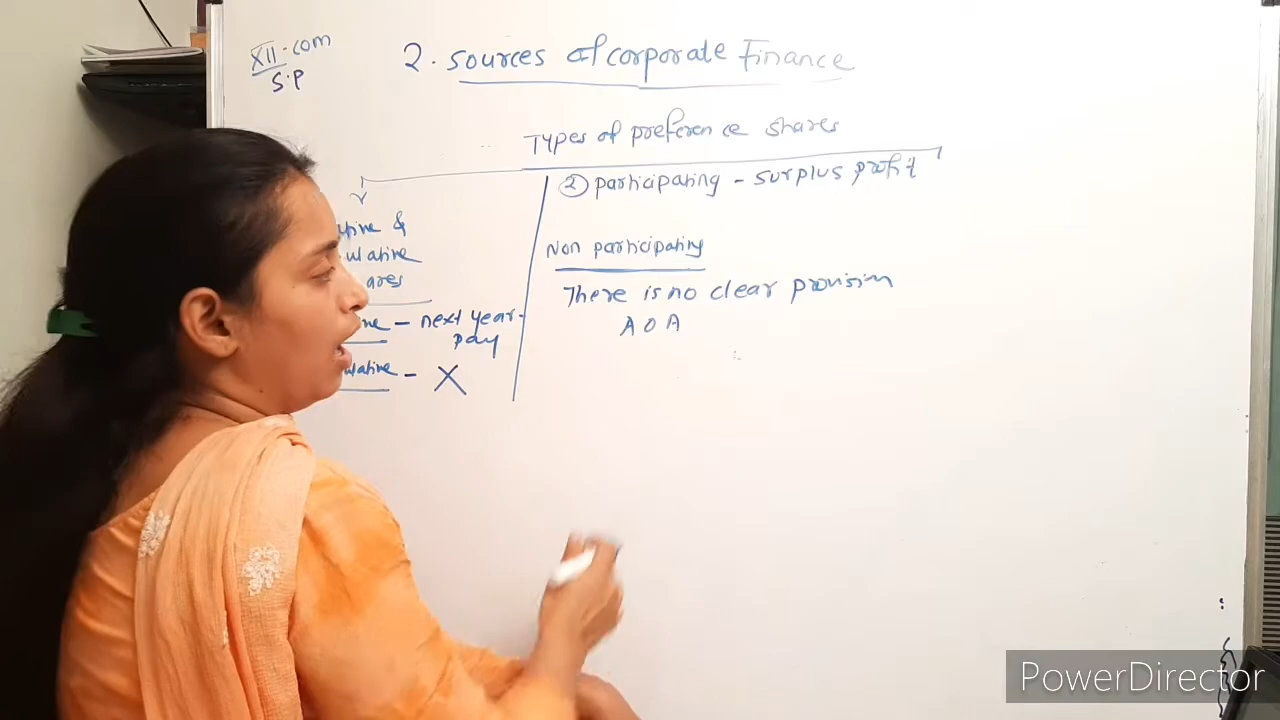 XII-com
S.P
2. Sources of corporate Finance
Types of preference shares
&
- next year-
pay
- X
② participating - surplus profit
Non participating
There is no clear provision
A O A
PowerDirector